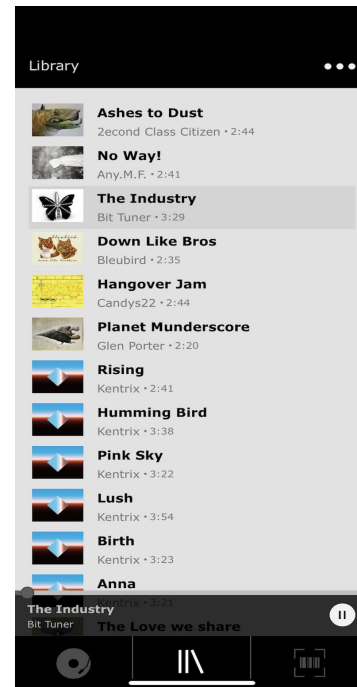 Library
Ashes to Dust
2econd Class Citizen • 2:44
No Way!
Any.M.F. • 2:41
The Industry
Bit Tuner • 3:29
Down Like Bros
Bleubird • 2:35
Hangover Jam
Candys22 • 2:44
Planet Munderscore
Glen Porter • 2:20
Rising
Kentrix • 2:41
Humming Bird
Kentrix • 3:38
Pink Sky
Kentrix • 3:22
Lush
Kentrix • 3:54
Birth
Kentrix • 3:23
Anna
Kentrix • 3:21
The Industry
Bit Tuner
The Love we share